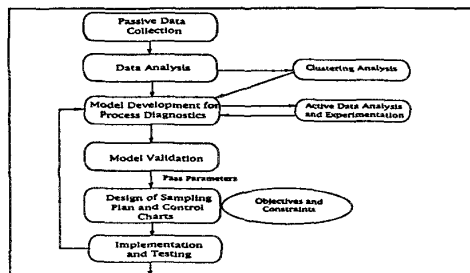 Passive Data
Collection
Data Analysis
Clustering Analysis
Model Development for
Process Diagnostics
Active Data Analysis
and Experimentation
Model Validation
Pass Parameters
Design of Sampling
Plan and Control
Charts
Objectives and
Constraints
Implementation
and Testing